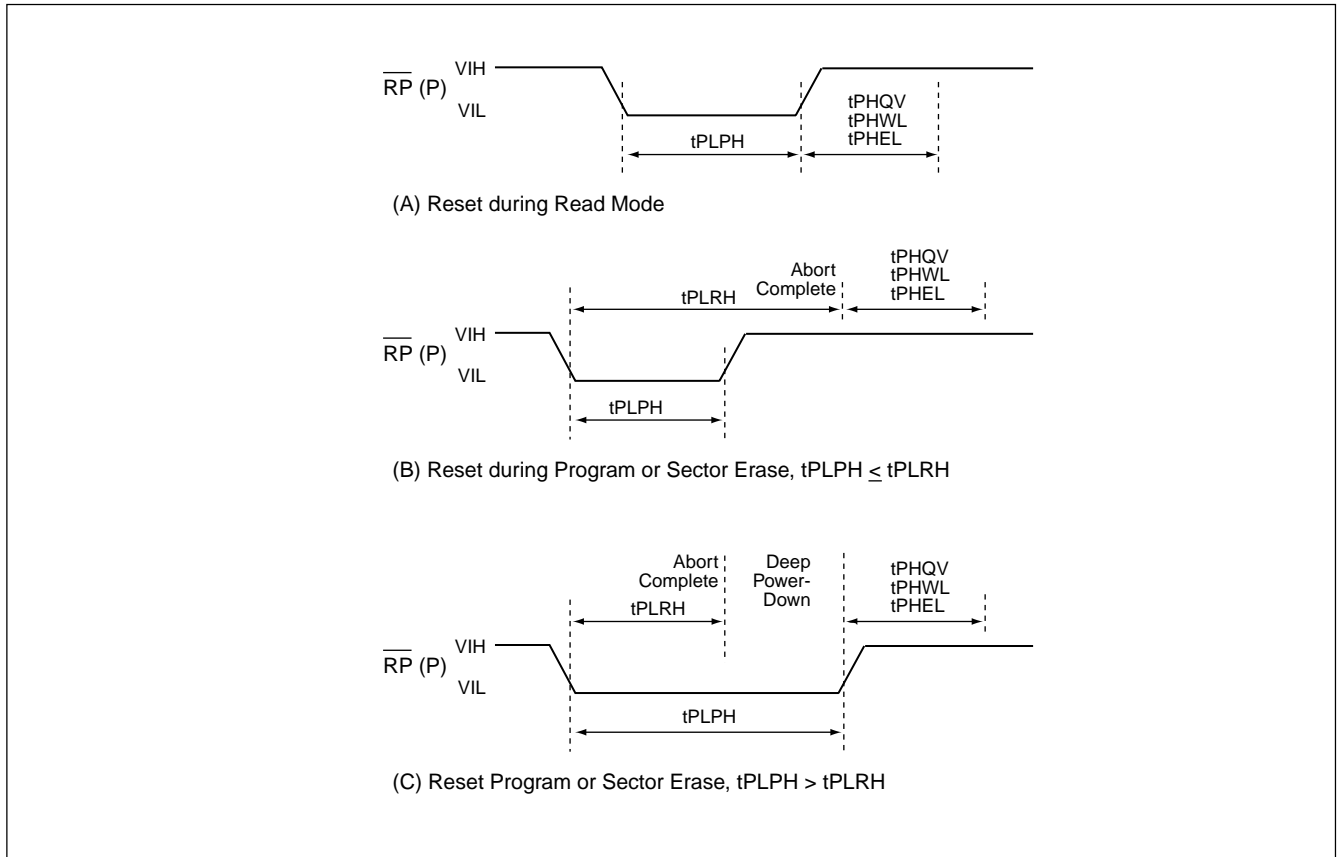 VIH
RP (P)
VIL
tPLPH
tPHQV
tPHWL
tPHEL
(A) Reset during Read Mode
Abort
Complete
tPLRH
tPHQV
tPHWL
tPHEL
VIH
RP (P)
VIL
tPLPH
(B) Reset during Program or Sector Erase, tPLPH ≤ tPLRH
Abort
Complete
tPLRH
Deep
Power-
Down
tPHQV
tPHWL
tPHEL
VIH
RP (P)
VIL
tPLPH
(C) Reset Program or Sector Erase, tPLPH > tPLRH